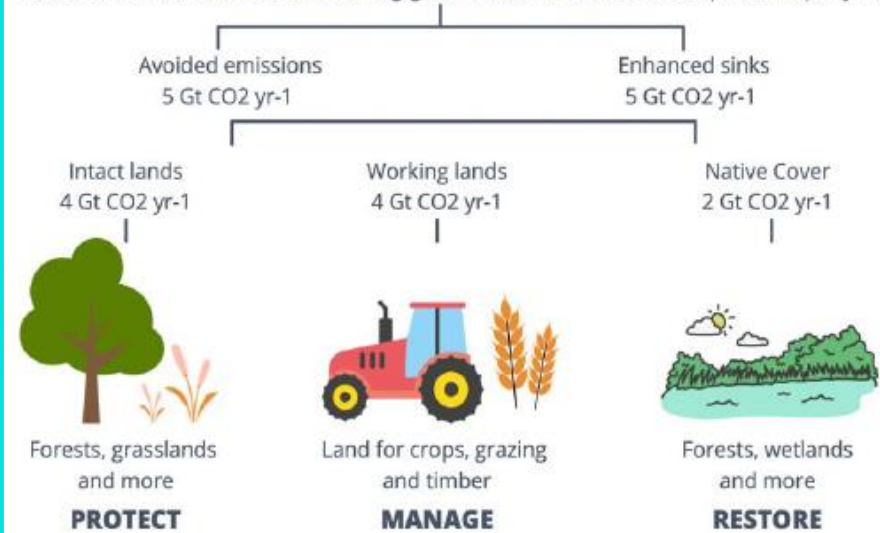 Avoided emissions
5 Gt CO2 yr-1
Enhanced sinks
5 Gt CO2 yr-1
Intact lands
4 Gt CO2 yr-1
Working lands
4 Gt CO2 yr-1
Native Cover
2 Gt CO2 yr-1
Forests, grasslands
and more
PROTECT
Land for crops, grazing
and timber
MANAGE
Forests, wetlands
and more
RESTORE